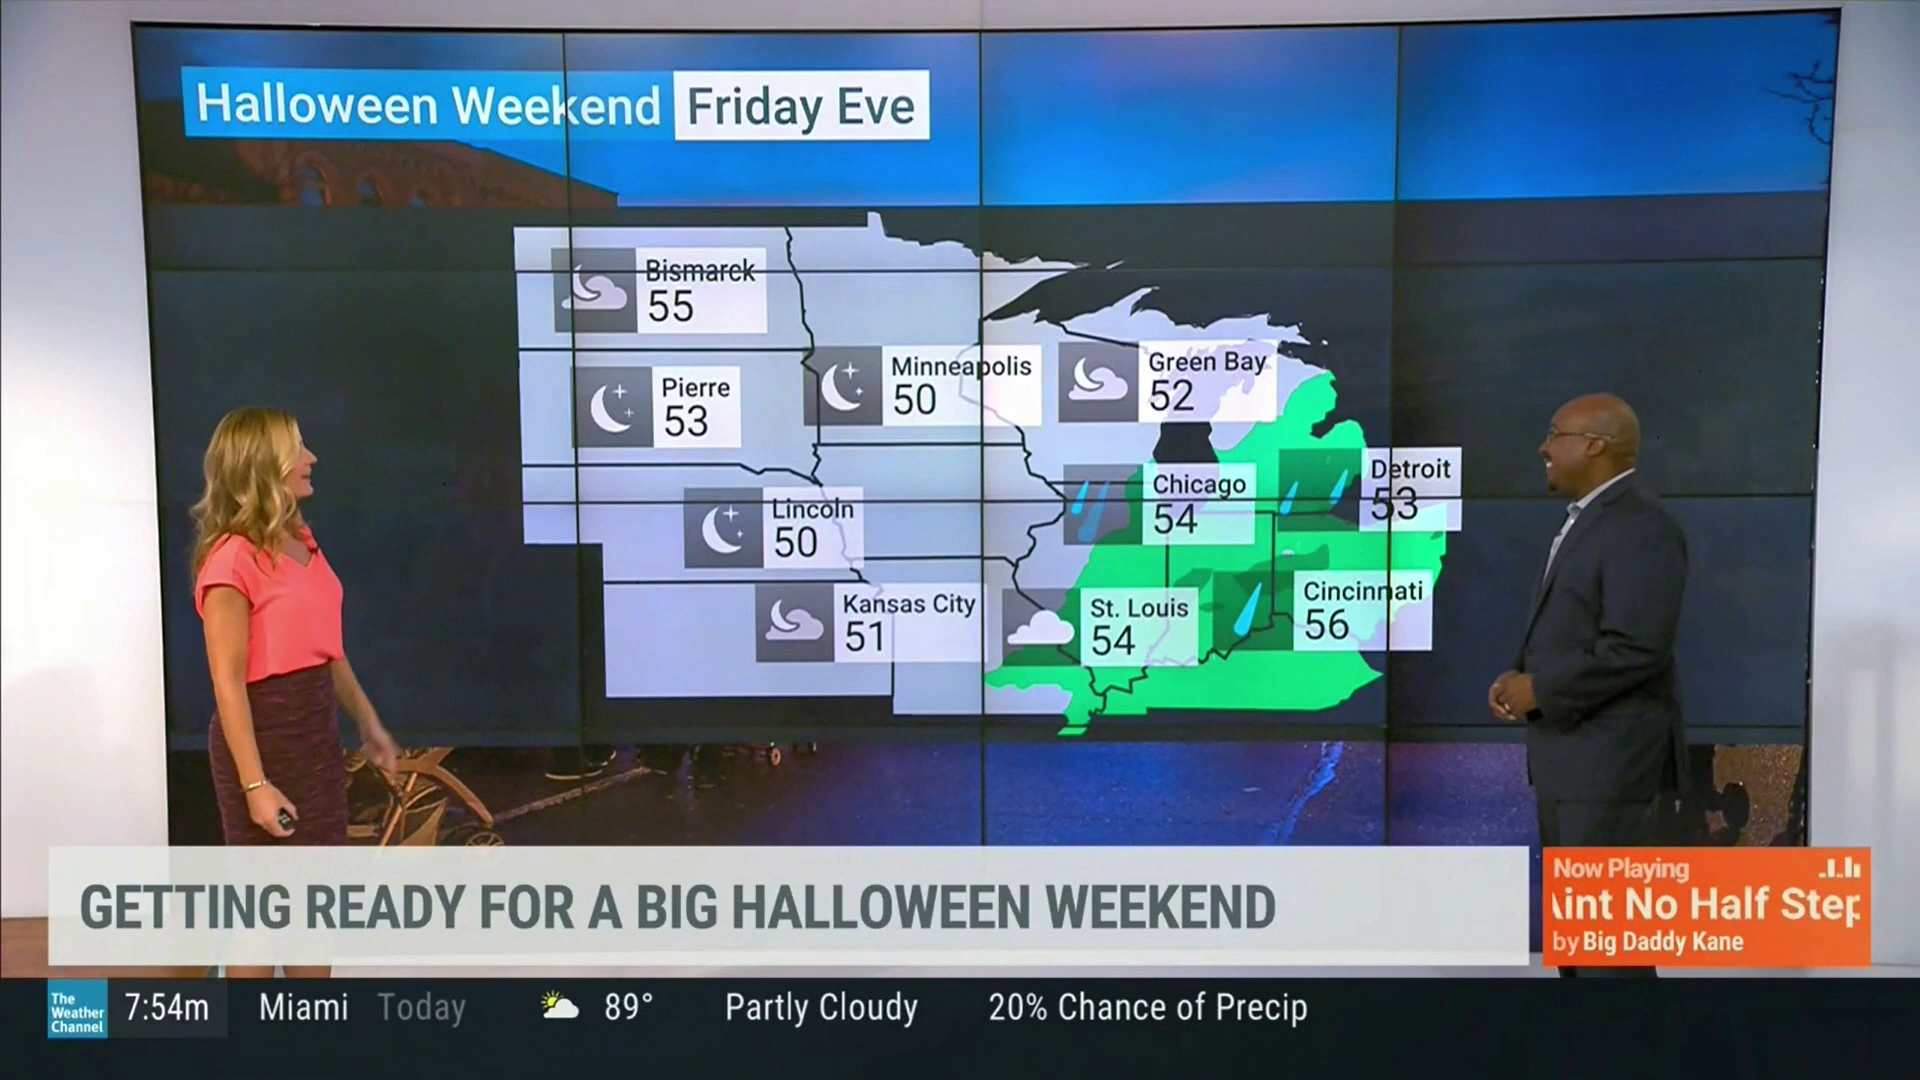 Halloween Weekend Friday Eve
Bismarck
55
Minneapolis
50
Green Bay
52
Pierre
53
Detroit
53
Chicago
54
Lincoln
50
Cincinnati
56
Kansas City
51
St. Louis
54
GETTING READY FOR A BIG HALLOWEEN WEEKEND
Now Playing
Aint No Half Step
by Big Daddy Kane
The
Weather
Channel
7:54m Miami Today 89° Partly Cloudy 20% Chance of Precip